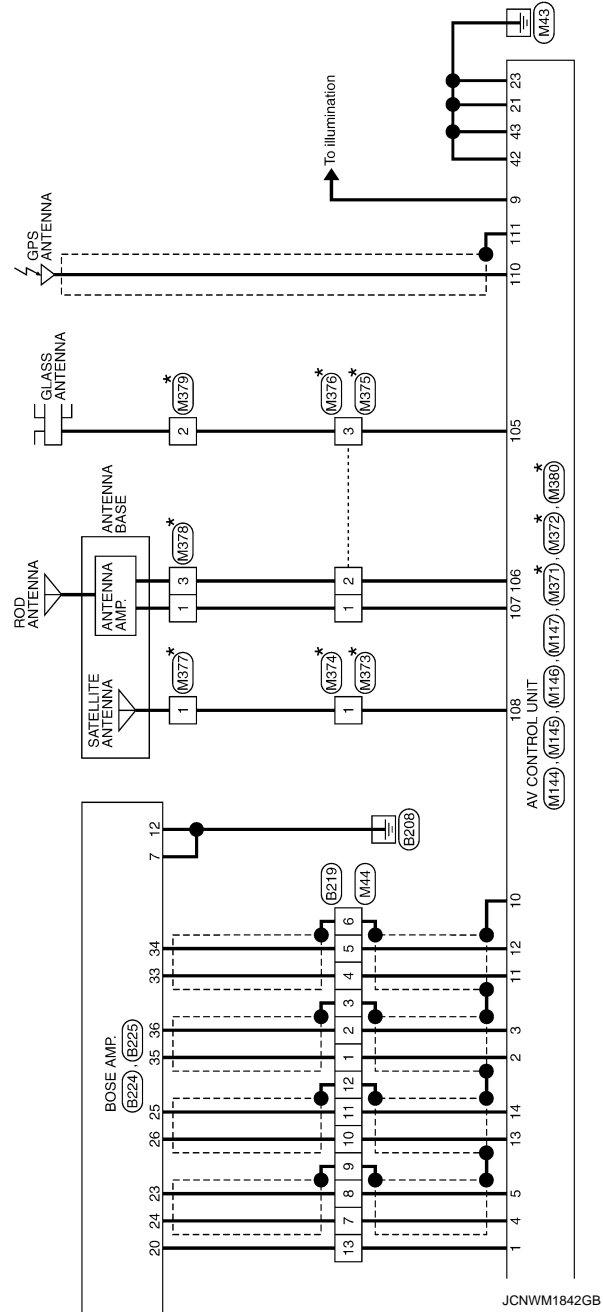 ROD
ANTENNA
GLASS
ANTENNA
GPS
ANTENNA
To illumination
M43
SATELLITE
ANTENNA
ANTENNA
AMP.
ANTENNA
BASE
1 1 3 2
M377 *
M378 *
M379 *
1 1 2 3
M374 *
M373 *
M376 *
M375 *
BOSE AMP.
B224 , B225
20 24 23 26 25 35 36 33 34 7 12
B208
13 7 8 9 10 11 12 1 2 3 4 5 6
B219
M44
1 4 5 13 14 2 3 11 12 10 108 107 106 105 110 111 9 42 43 21 23
AV CONTROL UNIT
M144 , M145 , M146 , M147 , M371 * , M372 * , M380 *
JCNWM1842GB